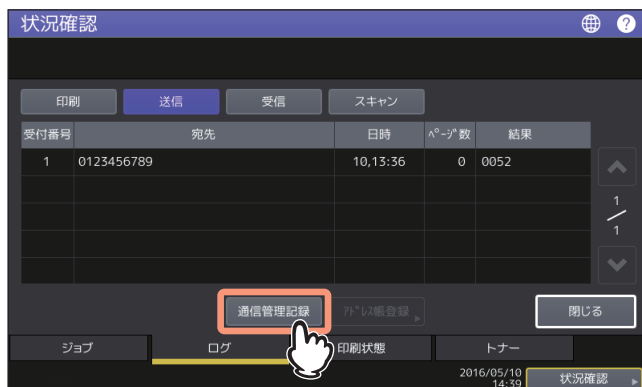 状況確認
?
印刷 送信 受信 スキャン
受付番号 宛先 日時 ﾍﾟｰｼﾞ数 結果
1 0123456789 10,13:36 0 0052
1
1
通信管理記録 ｱﾄﾞﾚｽ帳登録 閉じる
ジョブ ログ 印刷状態 トナー
2016/05/10
14:39 状況確認